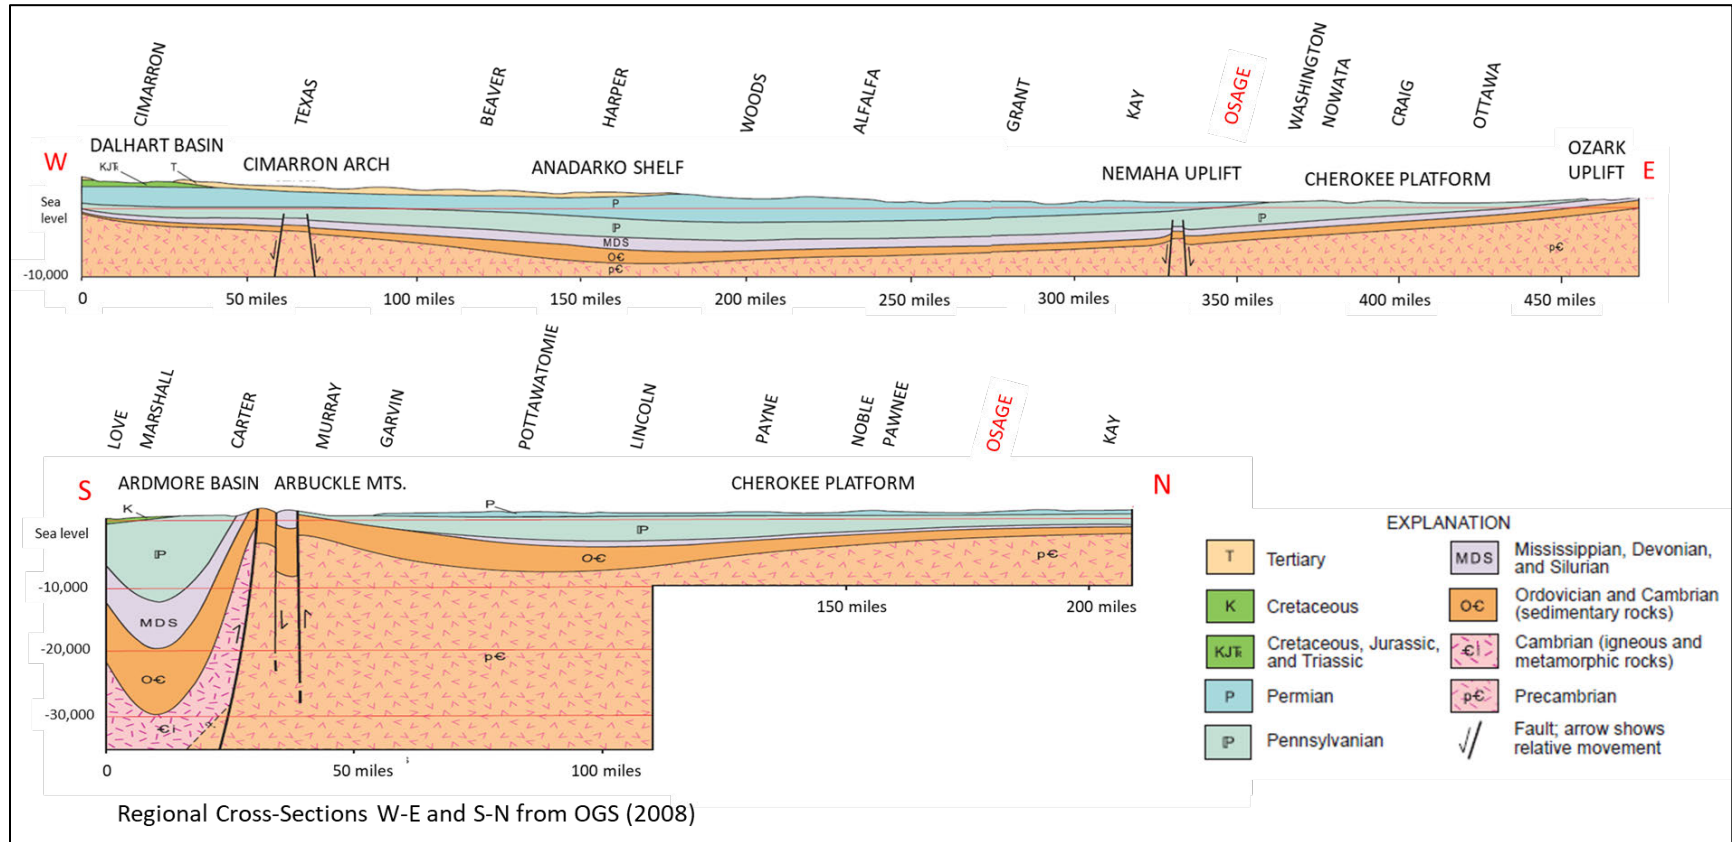 CIMARRON
TEXAS
BEAVER
HARPER
WOODS
ALFALFA
GRANT
KAY
OSAGE
WASHINGTON
NOWATA
CRAIG
OTTAWA
W
DALHART BASIN
CIMARRON ARCH
ANADARKO SHELF
NEMAHA UPLIFT
CHEROKEE PLATFORM
OZARK
UPLIFT
E
KJTR
T
Sea
level
P
ℙ
ℙ
MDS
O€
p€
p€
-10,000
0
50 miles
100 miles
150 miles
200 miles
250 miles
300 miles
350 miles
400 miles
450 miles
LOVE
MARSHALL
CARTER
MURRAY
GARVIN
POTTAWATOMIE
LINCOLN
PAYNE
NOBLE
PAWNEE
OSAGE
KAY
S
ARDMORE BASIN
ARBUCKLE MTS.
CHEROKEE PLATFORM
N
K
P
Sea level
ℙ
ℙ
O€
p€
-10,000
MDS
-20,000
p€
O€
-30,000
€I
0
50 miles
100 miles
150 miles
200 miles
EXPLANATION
T
Tertiary
K
Cretaceous
KJTR
Cretaceous, Jurassic,
and Triassic
P
Permian
ℙ
Pennsylvanian
MDS
Mississippian, Devonian,
and Silurian
O€
Ordovician and Cambrian
(sedimentary rocks)
€I
Cambrian (igneous and
metamorphic rocks)
p€
Precambrian
Fault; arrow shows
relative movement
Regional Cross-Sections W-E and S-N from OGS (2008)